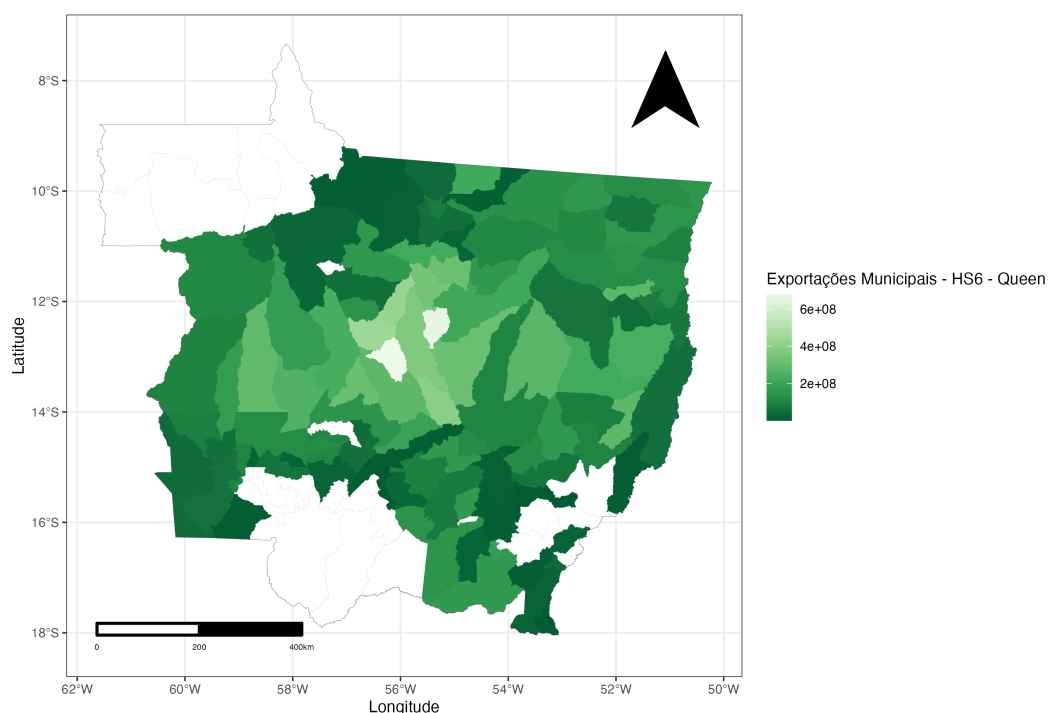 8°S
10°S
12°S
14°S
16°S
18°S
Latitude
62°W
60°W
58°W
56°W
54°W
52°W
50°W
Longitude
0
200
400km
Exportações Municipais - HS6 - Queen
6e+08
4e+08
2e+08